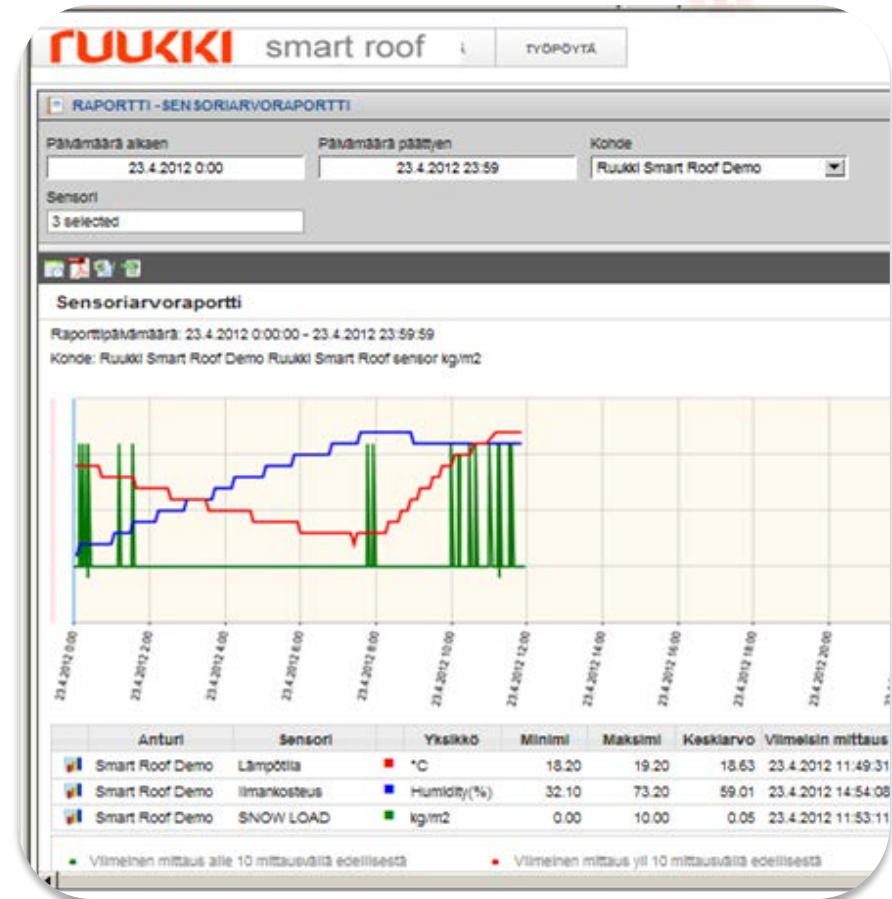 RUUKKI smart roof TYÖPÖYTÄ
RAPORTTI - SENSORIARVORAPORTTI
Päivämäärä alkaen Päivämäärä päättyen Kohde
23.4.2012 0:00 23.4.2012 23:59 Ruukki Smart Roof Demo
Sensori
3 selected
Sensoriarvoraportti
Raporttipäivämäärä: 23.4.2012 0:00:00 - 23.4.2012 23:59:59
Kohde: Ruukki Smart Roof Demo Ruukki Smart Roof sensor kg/m2
23.4.2012 0:00
23.4.2012 2:00
23.4.2012 4:00
23.4.2012 6:00
23.4.2012 8:00
23.4.2012 10:00
23.4.2012 12:00
23.4.2012 14:00
23.4.2012 16:00
23.4.2012 18:00
23.4.2012 20:00
Anturi Sensori Yksikkö Minimi Maksimi Keskiarvo Viimeisin mittaus
Smart Roof Demo Lämpötila °C 18.20 19.20 18.63 23.4.2012 11:49:31
Smart Roof Demo Ilmankosteus Humidity(%) 32.10 73.20 59.01 23.4.2012 14:54:08
Smart Roof Demo SNOW LOAD kg/m2 0.00 10.00 0.05 23.4.2012 11:53:11
Viimeinen mittaus alle 10 mittausväliä edellisestä Viimeinen mittaus yli 10 mittausväliä edellisestä